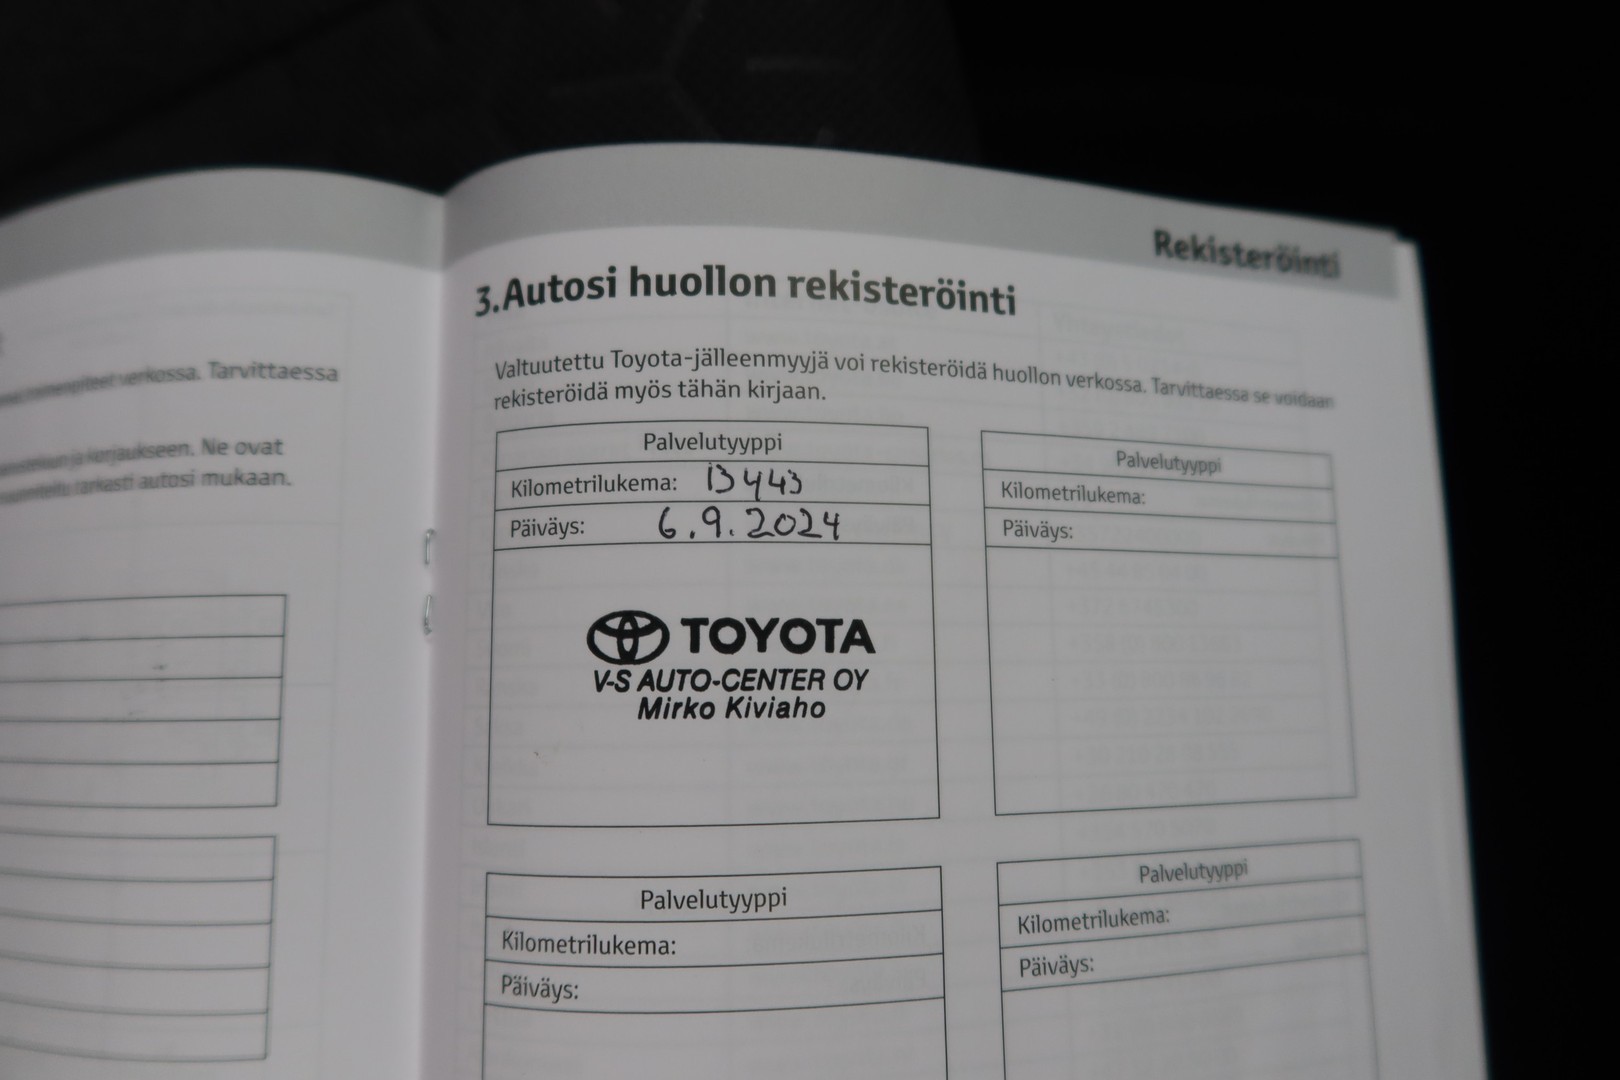 verkossa. Tarvittaessa
korjaukseen. Ne ovat
tarkasti autosi mukaan.
Rekisteröinti
3.Autosi huollon rekisteröinti
Valtuutettu Toyota-jälleenmyyjä voi rekisteröidä huollon verkossa. Tarvittaessa se voidaan
rekisteröidä myös tähän kirjaan.
Palvelutyyppi
Kilometrilukema: 13443
Päiväys: 6.9.2024
TOYOTA
V-S AUTO-CENTER OY
Mirko Kiviaho
Palvelutyyppi
Kilometrilukema:
Päiväys:
Palvelutyyppi
Kilometrilukema:
Päiväys:
Palvelutyyppi
Kilometrilukema:
Päiväys: